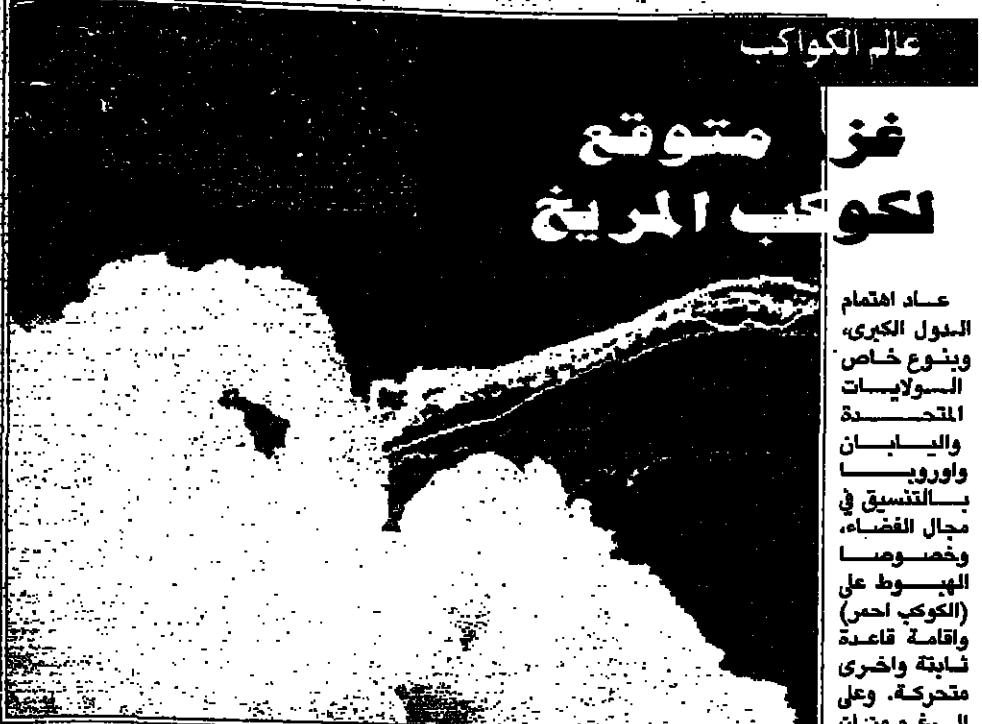 عالم الكواكب
غزو متوقع
لكوكب المريخ
عاد اهتمام
الدول الكبرى،
وبنوع خاص
الولايات
المتحدة
واليابان
واوروبا
بالتنسيق في
مجال الفضاء،
وخصوصا
الهبوط على
(الكوكب احمر)
واقامة قاعدة
ثابتة واخرى
متحركة. وعلى